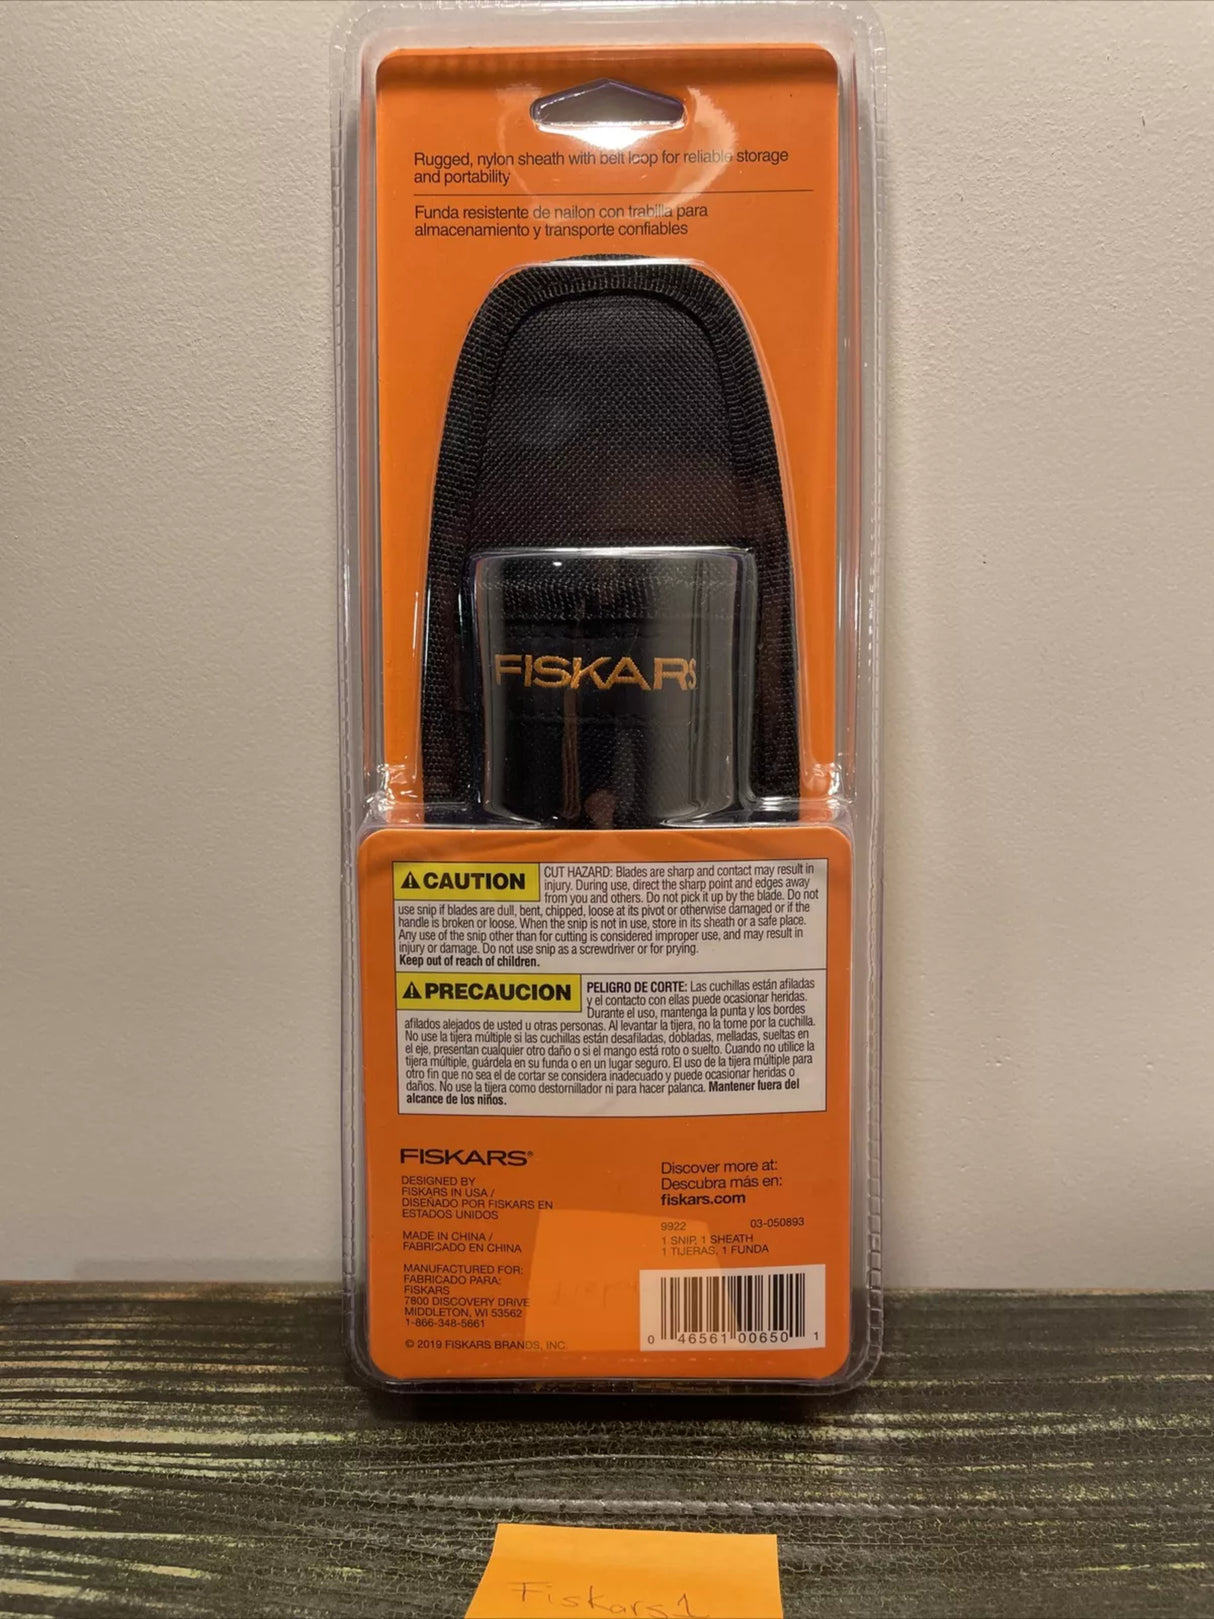 Rugged, nylon sheath with belt loop for reliable storage
and portability
Funda resistente de nailon con trabilla para
almacenamiento y transporte confiables
FISKARS
CAUTION
CUT HAZARD: Blades are sharp and contact may result in
injury. During use, direct the sharp point and edges away
from you and others. Do not pick it up by the blade. Do not
use snip if blades are dull, bent, chipped, loose at its pivot or otherwise damaged or if the
handle is broken or loose. When the snip is not in use, store in its sheath or a safe place.
Any use of the snip other than for cutting is considered improper use, and may result in
injury or damage. Do not use snip as a screwdriver or for prying.
Keep out of reach of children.
PRECAUCION
PELIGRO DE CORTE: Las cuchillas están afiladas
y el contacto con ellas puede ocasionar heridas.
Durante el uso, mantenga la punta y los bordes
afilados alejados de usted u otras personas. Al levantar la tijera, no la tome por la cuchilla.
No use la tijera múltiple si las cuchillas están desafiladas, dobladas, melladas, sueltas en
el eje, presentan cualquier otro daño o si el mango está roto o suelto. Cuando no utilice la
tijera múltiple, guárdela en su funda o en un lugar seguro. El uso de la tijera múltiple para
otro fin que no sea el de cortar se considera inadecuado y puede ocasionar heridas o
daños. No use la tijera como destornillador ni para hacer palanca. Mantener fuera del
alcance de los niños.
FISKARS®
DESIGNED BY
FISKARS IN USA /
DISEÑADO POR FISKARS EN
ESTADOS UNIDOS
MADE IN CHINA /
FABRICADO EN CHINA
MANUFACTURED FOR:
FABRICADO PARA:
FISKARS
7800 DISCOVERY DRIVE
MIDDLETON, WI 53562
1-866-348-5661
© 2019 FISKARS BRANDS, INC.
Discover more at:
Descubra más en:
fiskars.com
9922 03-050893
1 SNIP, 1 SHEATH
1 TIJERAS, 1 FUNDA
0 46561 00650 1
Fiskars1